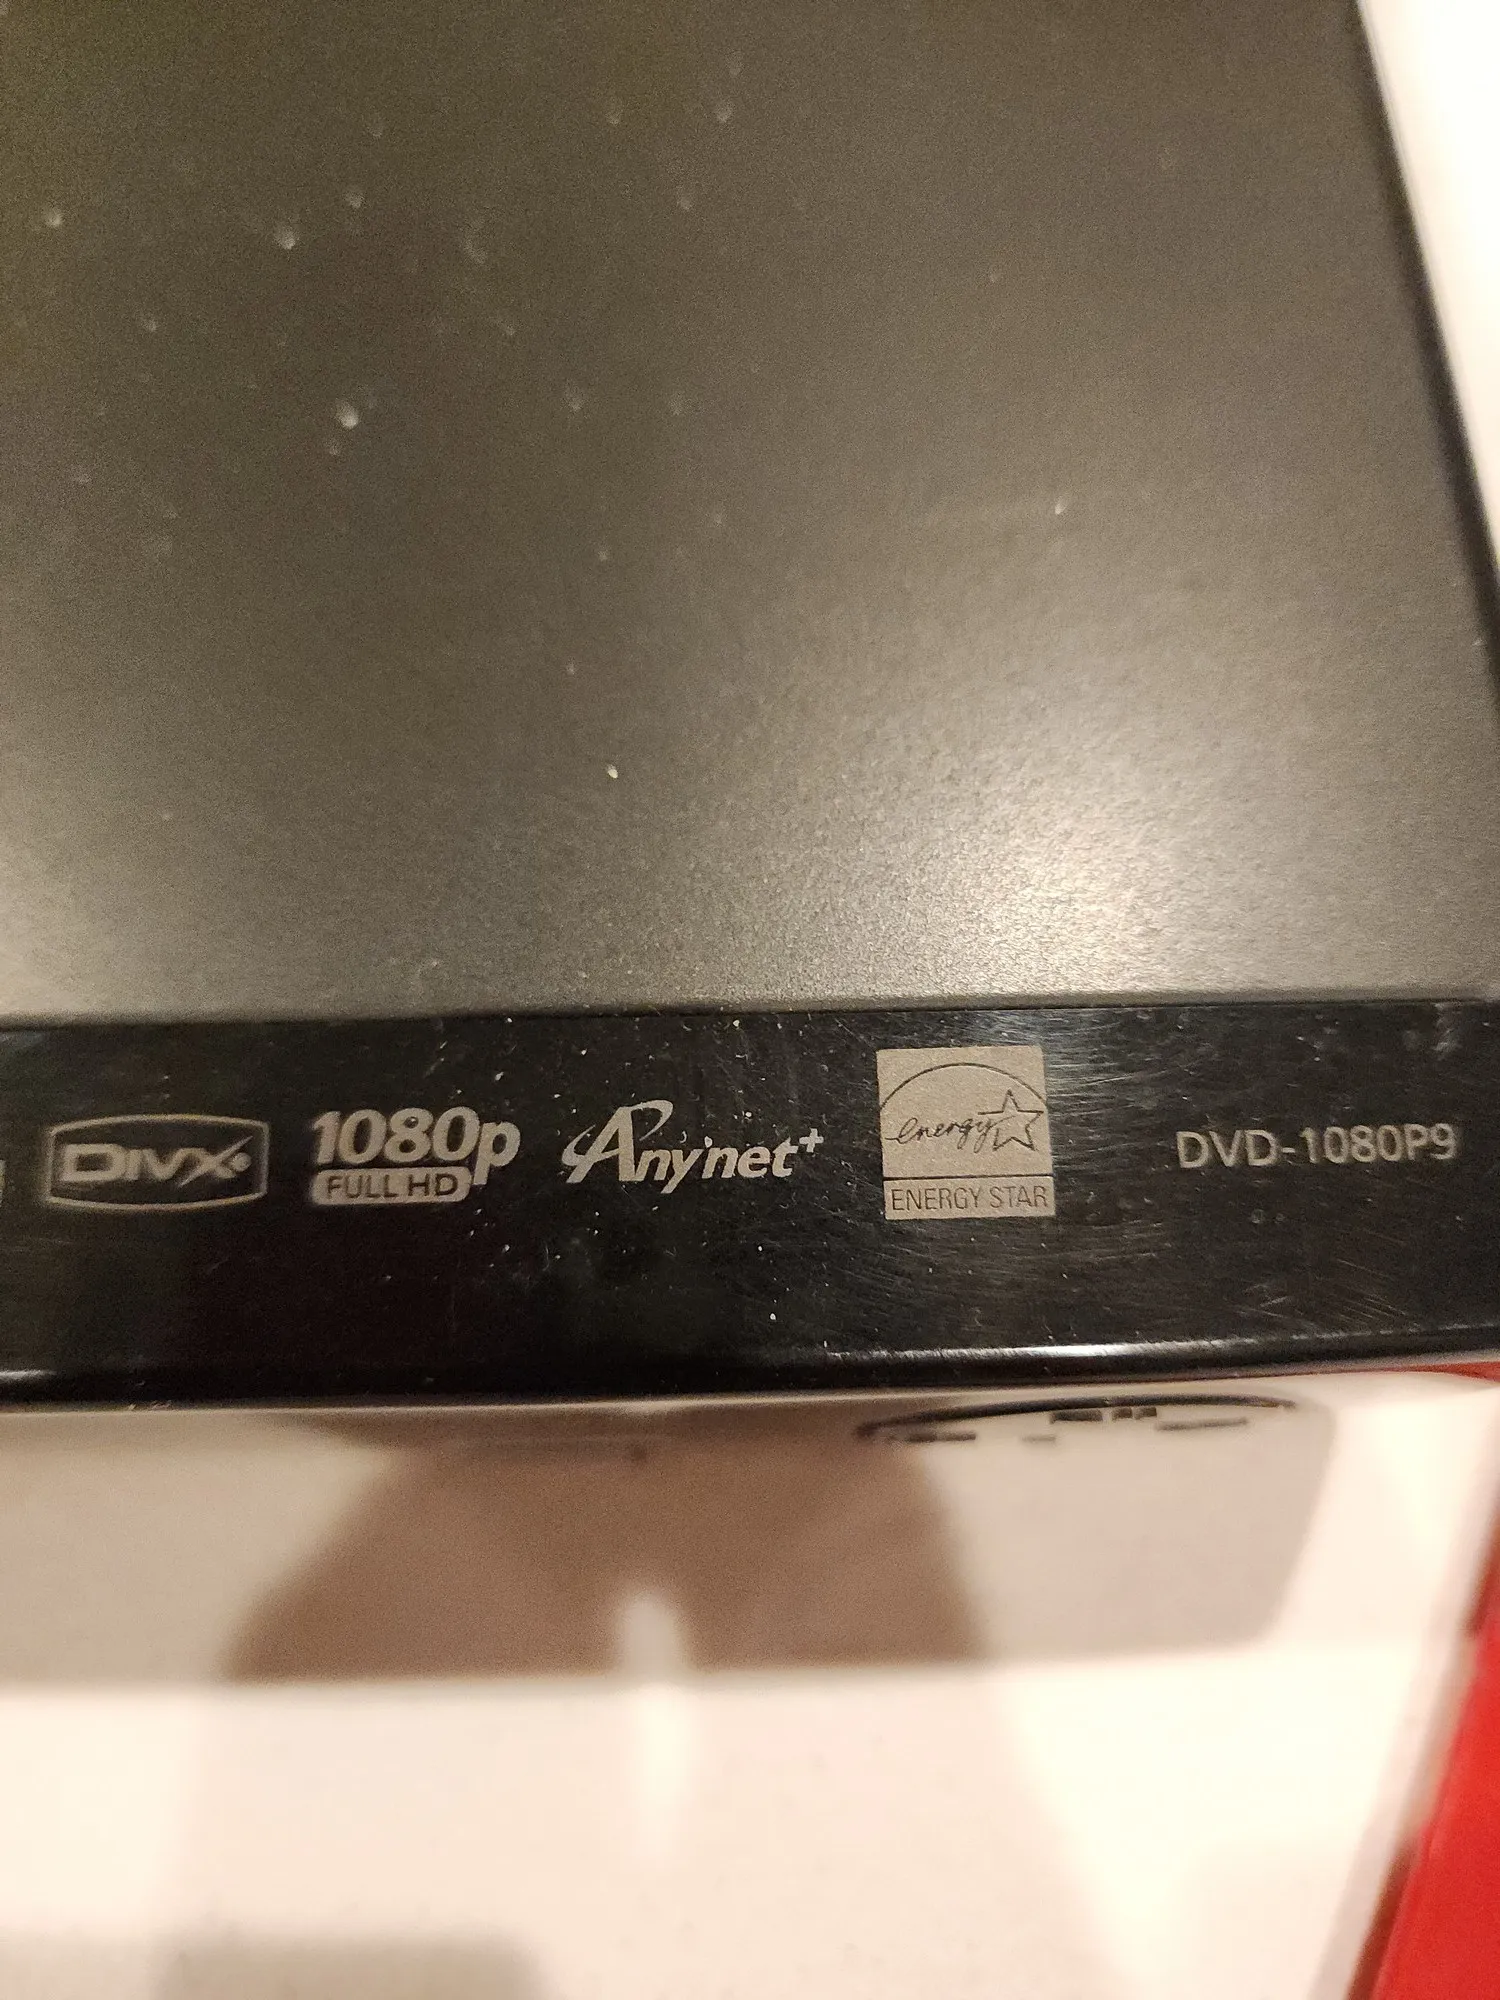 DIVX
1080p
FULL HD
Anynet+
energy
ENERGY STAR
DVD-1080P9